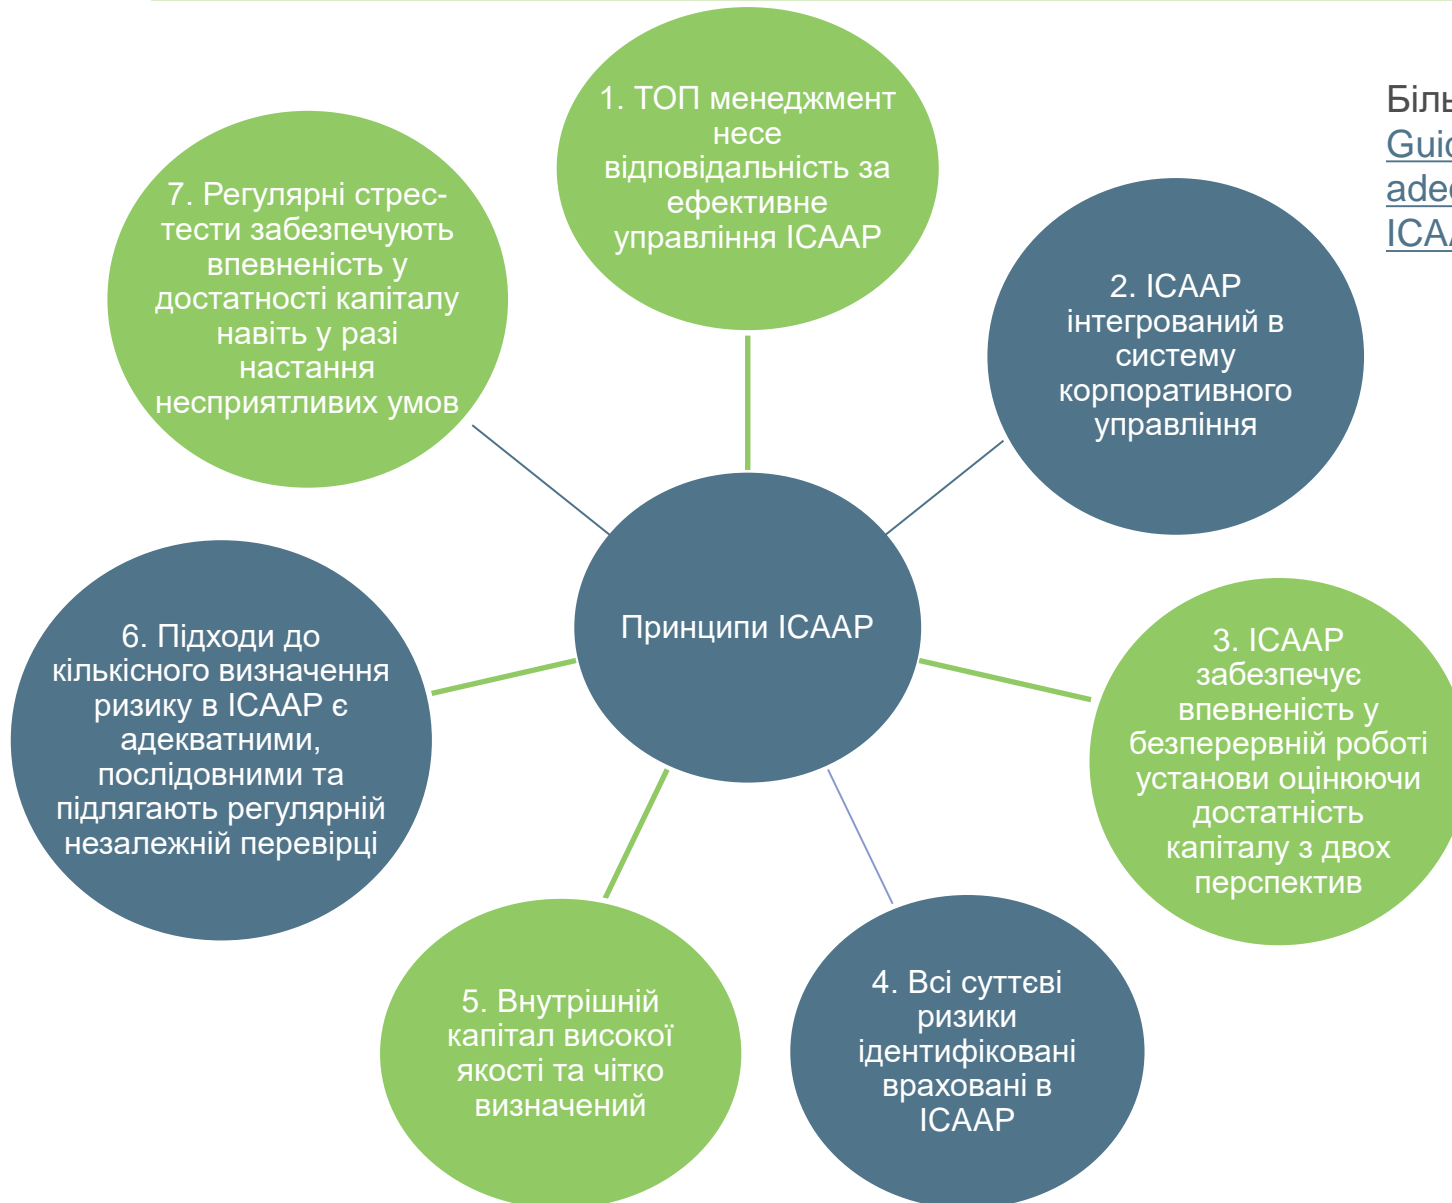 1. ТОП менеджмент
несе
відповідальність за
ефективне
управління ICAAP
2. ICAAP
інтегрований в
систему
корпоративного
управління
3. ICAAP
забезпечує
впевненість у
безперервній роботі
установи оцінюючи
достатність
капіталу з двох
перспектив
4. Всі суттєві
ризики
ідентифіковані
враховані в
ICAAP
5. Внутрішній
капітал високої
якості та чітко
визначений
6. Підходи до
кількісного визначення
ризику в ICAAP є
адекватними,
послідовними та
підлягають регулярній
незалежній перевірці
7. Регулярні стрес-
тести забезпечують
впевненість у
достатності капіталу
навіть у разі
настання
несприятливих умов
Принципи ICAAP